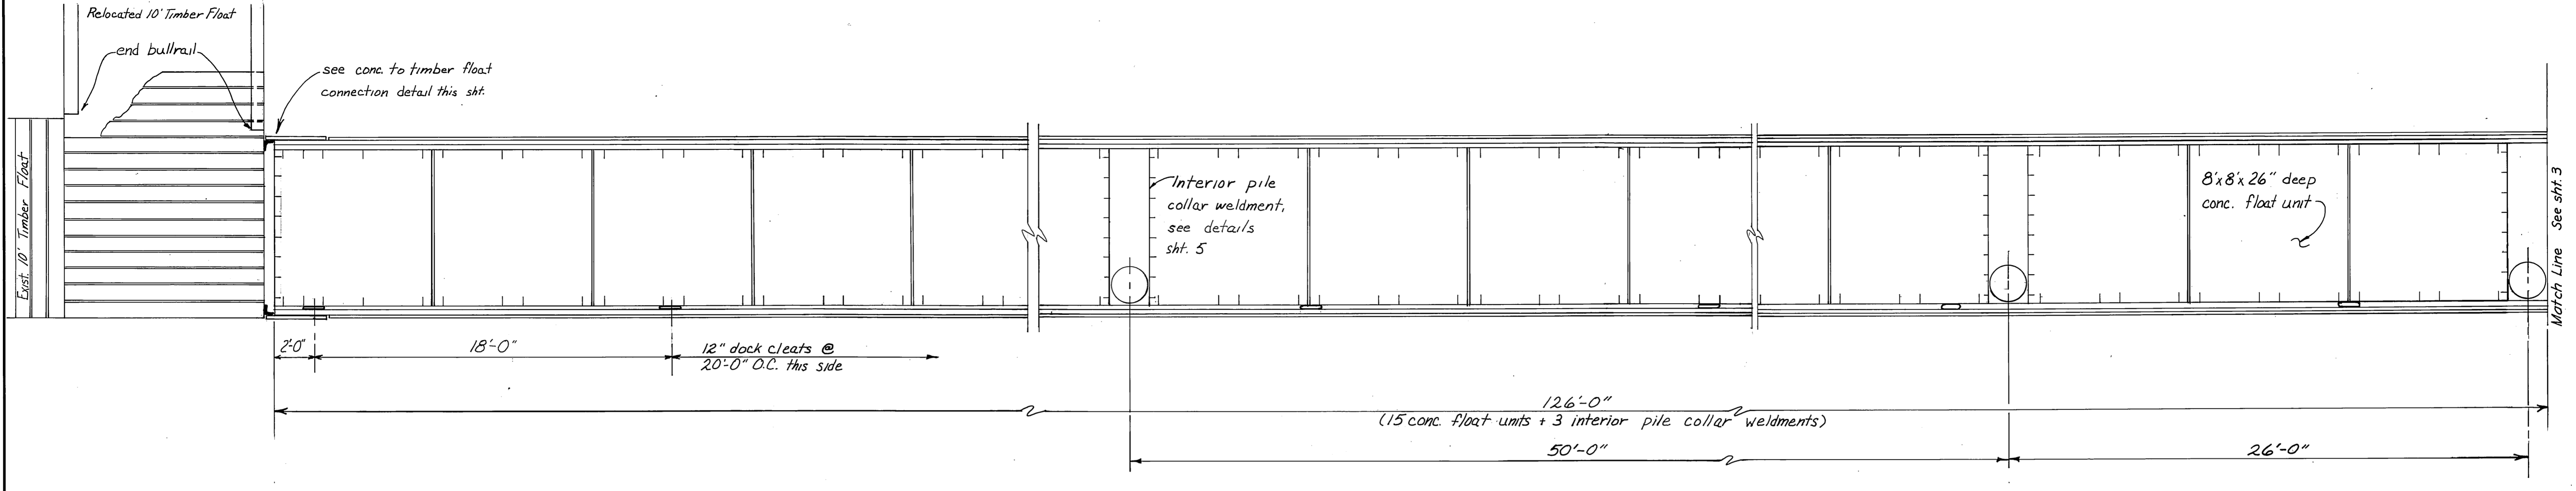 Relocated 10' Timber Float
end bullrail
see conc. to timber float
connection detail this sht.
Exist. 10' Timber Float
Interior pile
collar weldment,
see details
sht. 5
8'x8'x26" deep
conc. float unit
Match Line See sht. 3
2'-0"
18'-0"
12" dock cleats @
20'-0" O.C. this side
126'-0"
(15 conc. float units + 3 interior pile collar weldments)
50'-0"
26'-0"